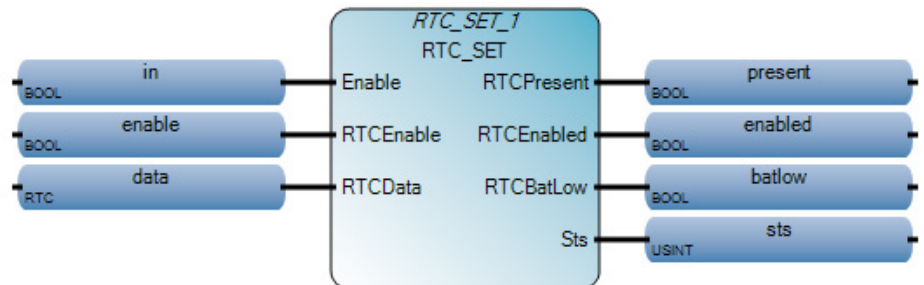 RTC_SET_1
RTC_SET
in
BOOL
Enable
RTCPresent
present
BOOL
enable
BOOL
RTCEnable
RTCEnabled
enabled
BOOL
data
RTC
RTCData
RTCBatLow
batlow
BOOL
Sts
sts
USINT